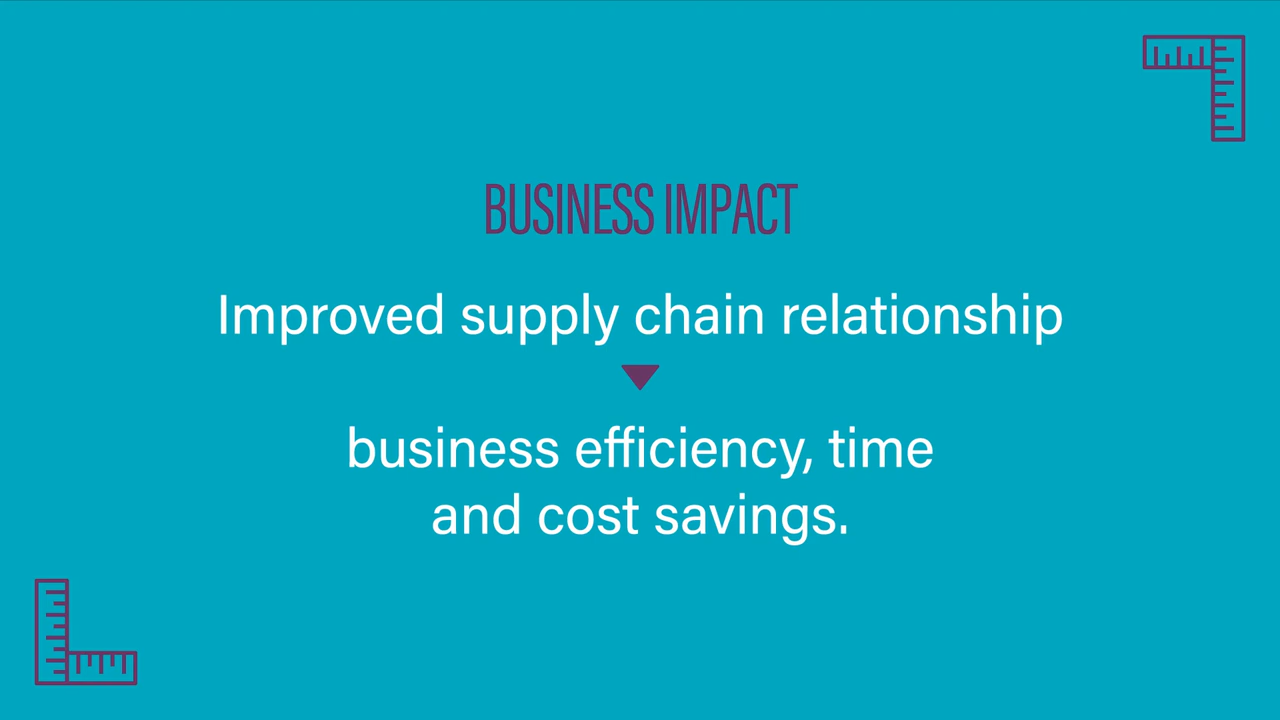 BUSINESS IMPACT
Improved supply chain relationship
business efficiency, time
and cost savings.